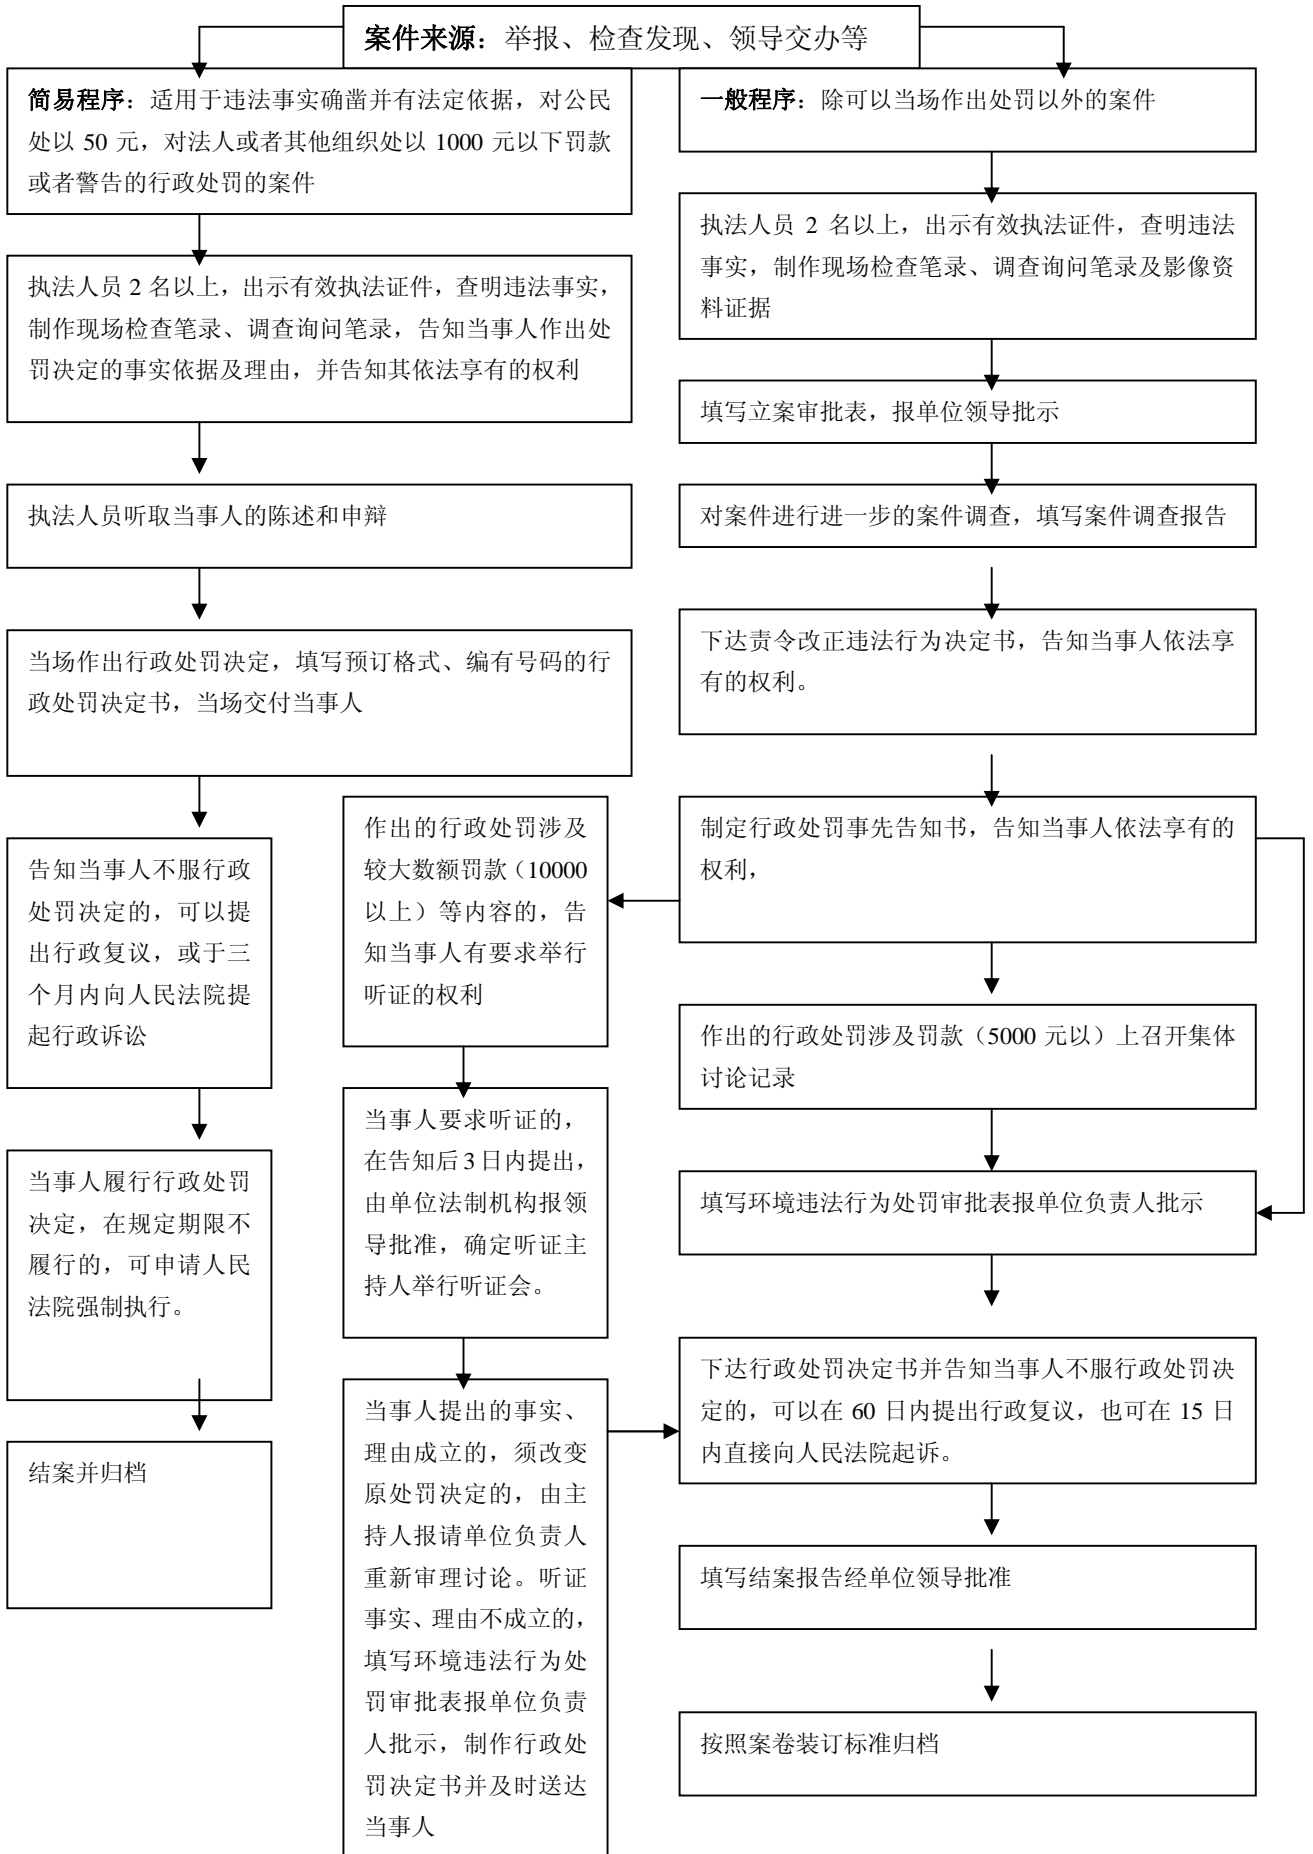 案件来源：举报、检查发现、领导交办等
简易程序：适用于违法事实确凿并有法定依据，对公民
处以 50 元，对法人或者其他组织处以 1000 元以下罚款
或者警告的行政处罚的案件
执法人员 2 名以上，出示有效执法证件，查明违法事实，
制作现场检查笔录、调查询问笔录，告知当事人作出处
罚决定的事实依据及理由，并告知其依法享有的权利
执法人员听取当事人的陈述和申辩
当场作出行政处罚决定，填写预订格式、编有号码的行
政处罚决定书，当场交付当事人
告知当事人不服行政
处罚决定的，可以提
出行政复议，或于三
个月内向人民法院提
起行政诉讼
当事人履行行政处罚
决定，在规定期限不
履行的，可申请人民
法院强制执行。
结案并归档
一般程序：除可以当场作出处罚以外的案件
执法人员 2 名以上，出示有效执法证件，查明违法
事实，制作现场检查笔录、调查询问笔录及影像资
料证据
填写立案审批表，报单位领导批示
对案件进行进一步的案件调查，填写案件调查报告
下达责令改正违法行为决定书，告知当事人依法享
有的权利。
制定行政处罚事先告知书，告知当事人依法享有的
权利，
作出的行政处罚涉及
较大数额罚款（10000
以上）等内容的，告
知当事人有要求举行
听证的权利
当事人要求听证的，
在告知后 3 日内提出，
由单位法制机构报领
导批准，确定听证主
持人举行听证会。
当事人提出的事实、
理由成立的，须改变
原处罚决定的，由主
持人报请单位负责人
重新审理讨论。听证
事实、理由不成立的，
填写环境违法行为处
罚审批表报单位负责
人批示，制作行政处
罚决定书并及时送达
当事人
作出的行政处罚涉及罚款（5000 元以）上召开集体
讨论记录
填写环境违法行为处罚审批表报单位负责人批示
下达行政处罚决定书并告知当事人不服行政处罚决
定的，可以在 60 日内提出行政复议，也可在 15 日
内直接向人民法院起诉。
填写结案报告经单位领导批准
按照案卷装订标准归档